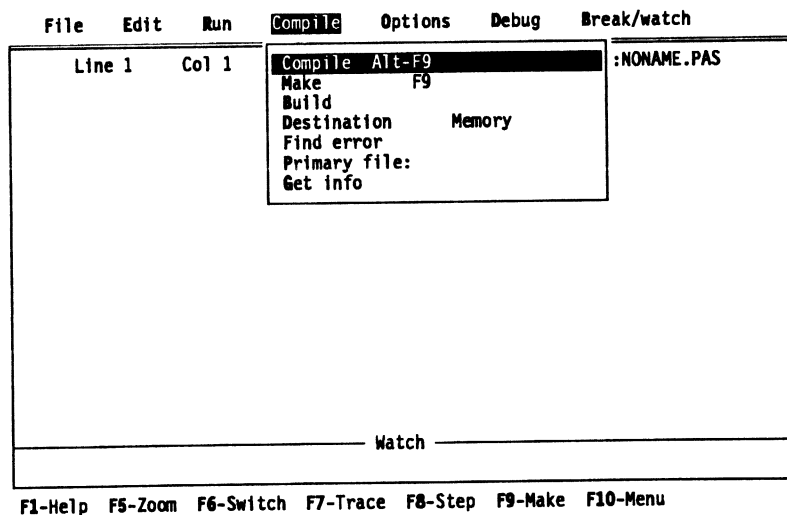 File Edit Run Compile Options Debug Break/watch
Line 1 Col 1 :NONAME.PAS
Compile Alt-F9
Make F9
Build
Destination Memory
Find error
Primary file:
Get info
Watch
F1-Help F5-Zoom F6-Switch F7-Trace F8-Step F9-Make F10-Menu